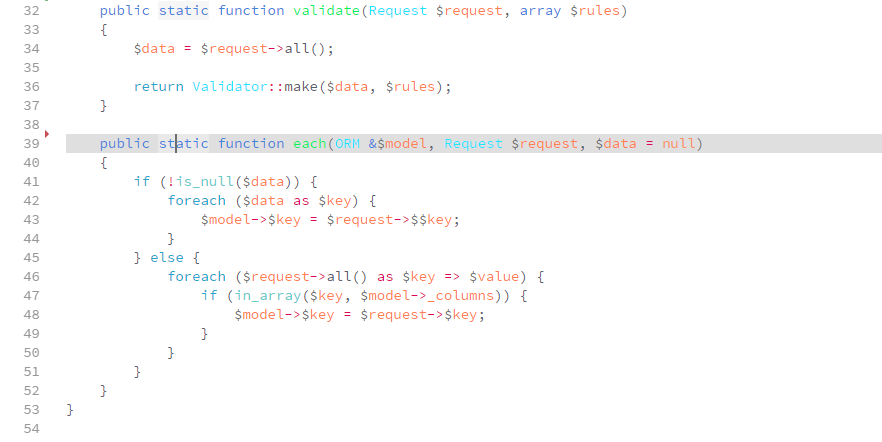 32 public static function validate(Request $request, array $rules)
33 {
34 $data = $request->all();
35
36 return Validator::make($data, $rules);
37 }
38
39 public static function each(ORM &$model, Request $request, $data = null)
40 {
41 if (!is_null($data)) {
42 foreach ($data as $key) {
43 $model->$key = $request->$$key;
44 }
45 } else {
46 foreach ($request->all() as $key => $value) {
47 if (in_array($key, $model->_columns)) {
48 $model->$key = $request->$key;
49 }
50 }
51 }
52 }
53 }
54